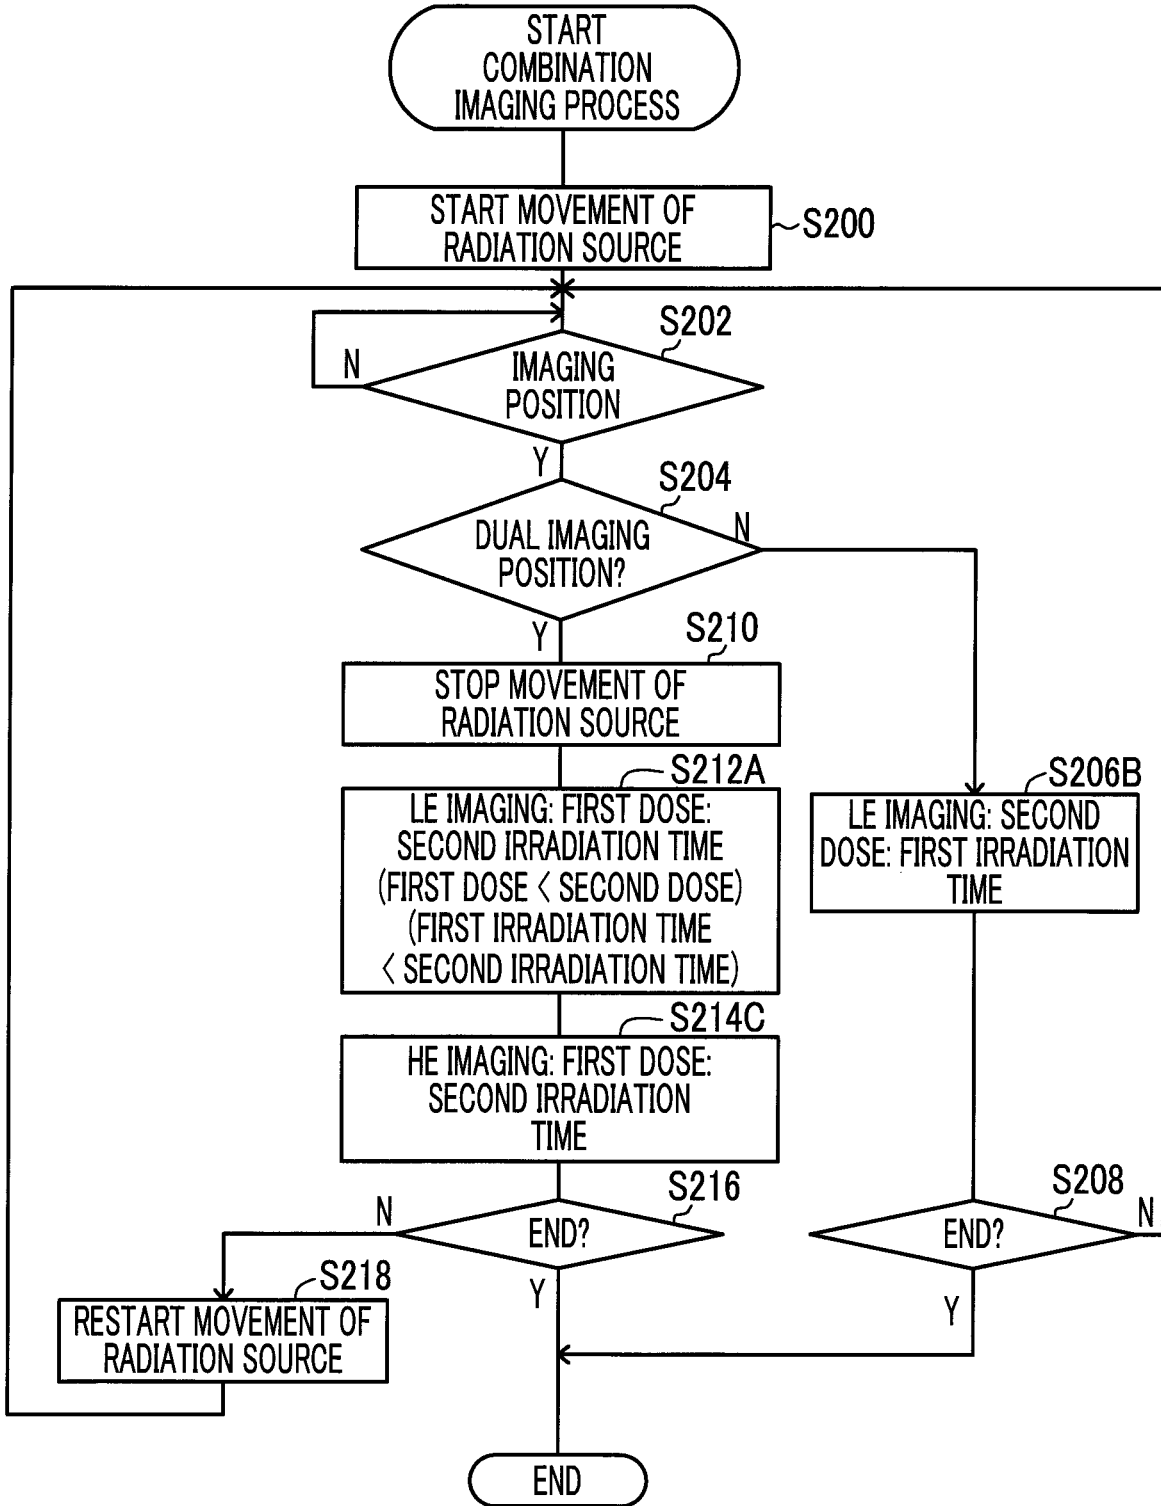 START
COMBINATION
IMAGING PROCESS
START MOVEMENT OF
RADIATION SOURCE
S200
S202
N
IMAGING
POSITION
Y
S204
DUAL IMAGING
POSITION?
N
Y
S210
STOP MOVEMENT OF
RADIATION SOURCE
S212A
LE IMAGING: FIRST DOSE:
SECOND IRRADIATION TIME
(FIRST DOSE < SECOND DOSE)
(FIRST IRRADIATION TIME
< SECOND IRRADIATION TIME)
S206B
LE IMAGING: SECOND
DOSE: FIRST IRRADIATION
TIME
S214C
HE IMAGING: FIRST DOSE:
SECOND IRRADIATION
TIME
S216
N
END?
Y
S208
END?
N
Y
S218
RESTART MOVEMENT OF
RADIATION SOURCE
END